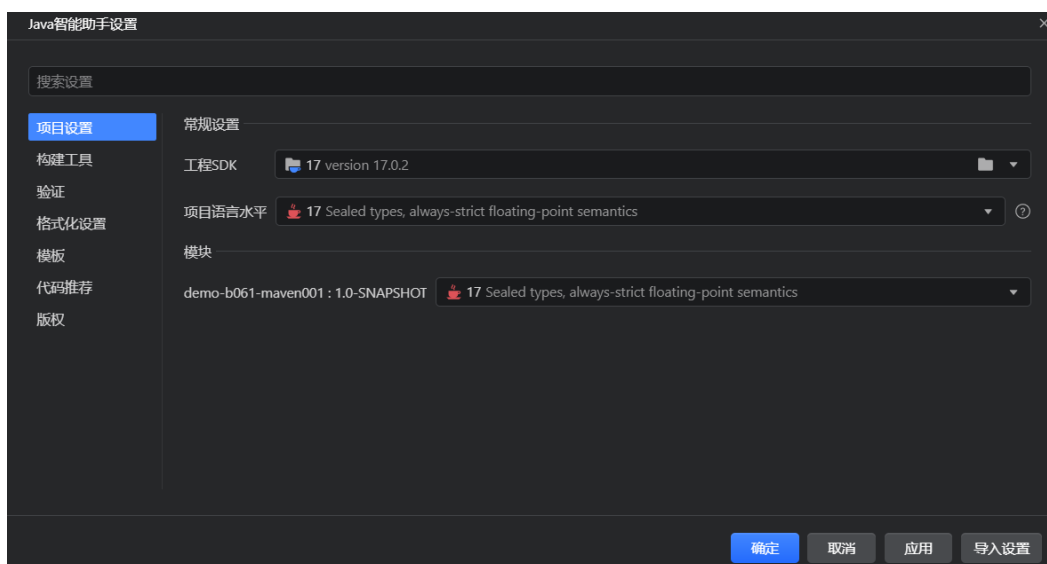 Java智能助手设置
搜索设置
项目设置
构建工具
验证
格式化设置
模板
代码推荐
版权
常规设置
工程SDK 17 version 17.0.2
项目语言水平 17 Sealed types, always-strict floating-point semantics
模块
demo-b061-maven001 : 1.0-SNAPSHOT 17 Sealed types, always-strict floating-point semantics
确定 取消 应用 导入设置